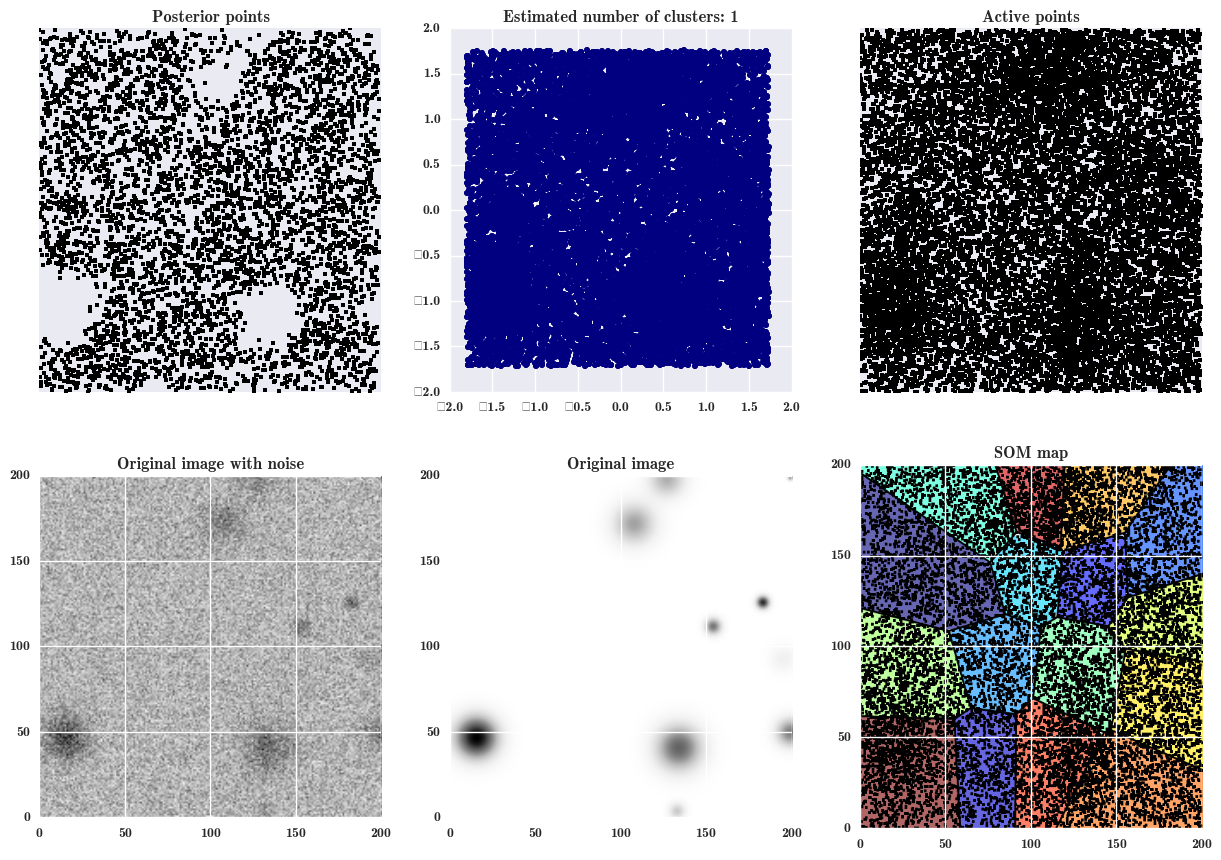 Posterior points
Estimated number of clusters: 1
Active points
2.0
1.5
1.0
0.5
0.0
□0.5
□1.0
□1.5
□2.0
□2.0 □1.5 □1.0 □0.5 0.0 0.5 1.0 1.5 2.0
Original image with noise
Original image
SOM map
200
150
100
50
0
0 50 100 150 200
200
150
100
50
0
0 50 100 150 200
200
150
100
50
0
0 50 100 150 200